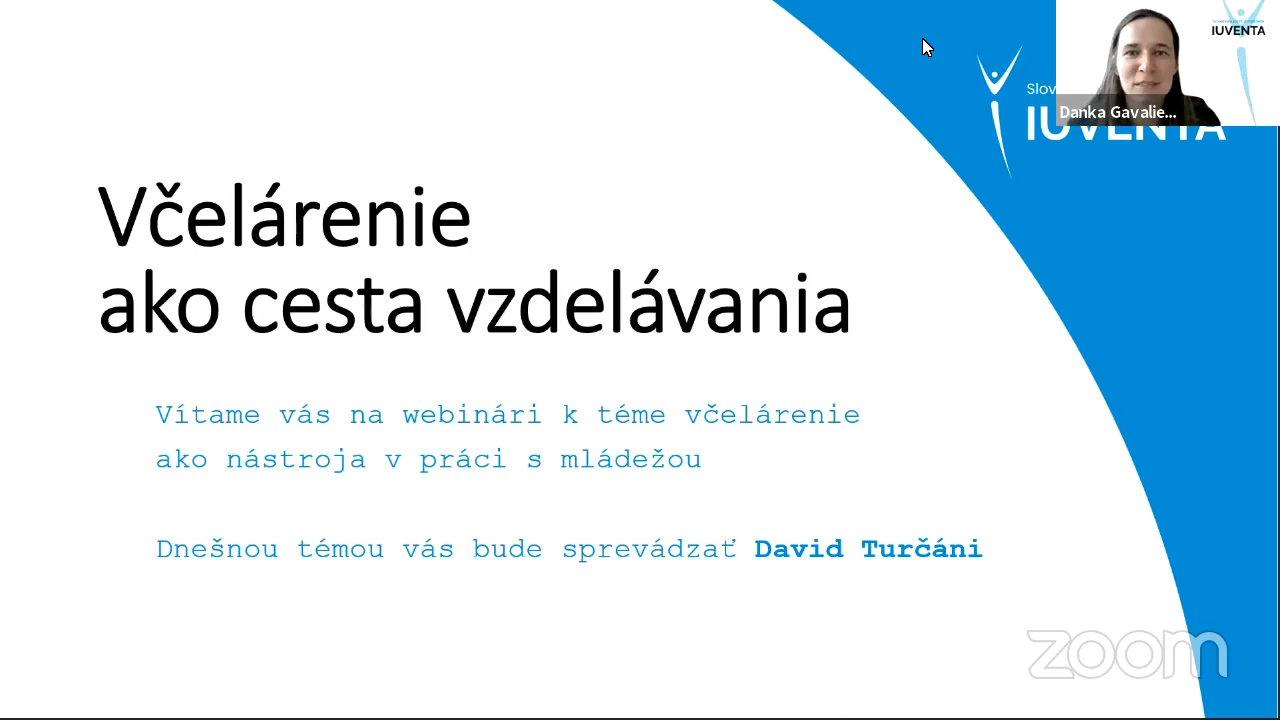 IUVENTA
Slov
Danka Gavalie...
IUVENTA
Včelárenie
ako cesta vzdelávania
Vítame vás na webinári k téme včelárenie
ako nástroja v práci s mládežou
Dnešnou témou vás bude sprevádzať David Turčáni
zoom